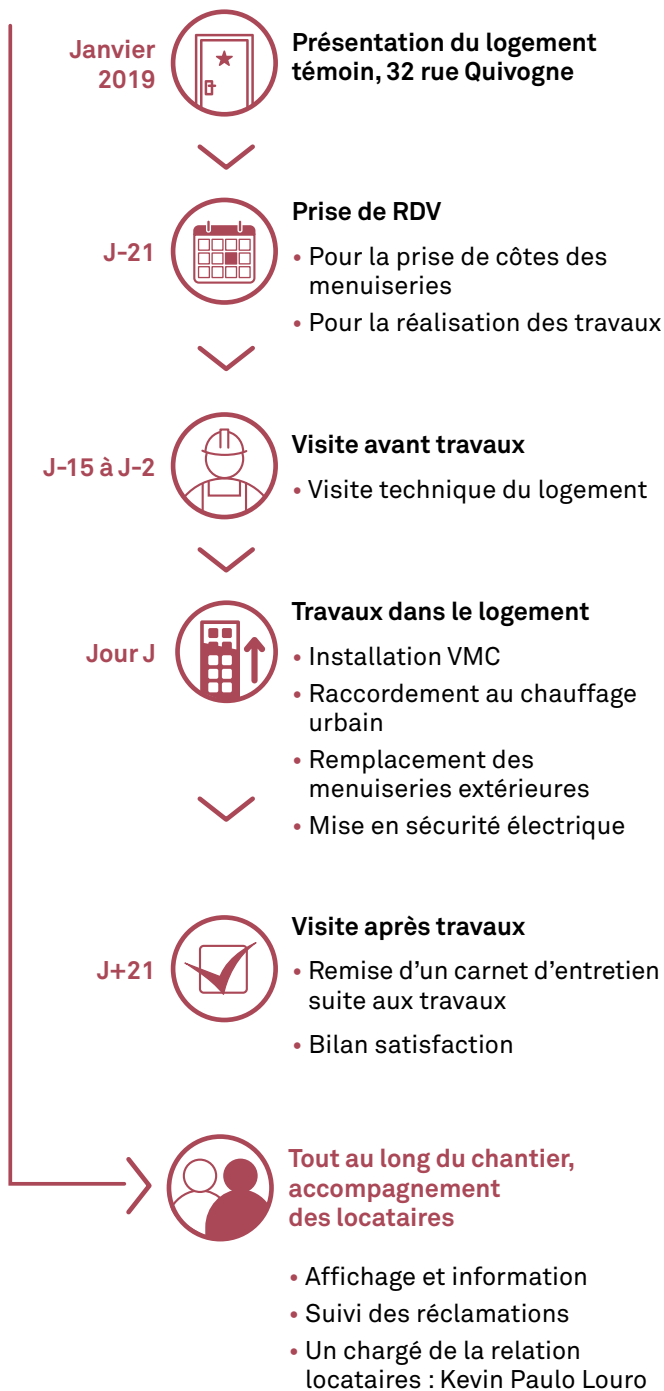 Janvier
2019
Présentation du logement
témoin, 32 rue Quivogne
J-21
Prise de RDV
• Pour la prise de côtes des
menuiseries
• Pour la réalisation des travaux
J-15 à J-2
Visite avant travaux
• Visite technique du logement
Jour J
Travaux dans le logement
• Installation VMC
• Raccordement au chauffage
urbain
• Remplacement des
menuiseries extérieures
• Mise en sécurité électrique
J+21
Visite après travaux
• Remise d’un carnet d’entretien
suite aux travaux
• Bilan satisfaction
Tout au long du chantier,
accompagnement
des locataires
• Affichage et information
• Suivi des réclamations
• Un chargé de la relation
locataires : Kevin Paulo Louro